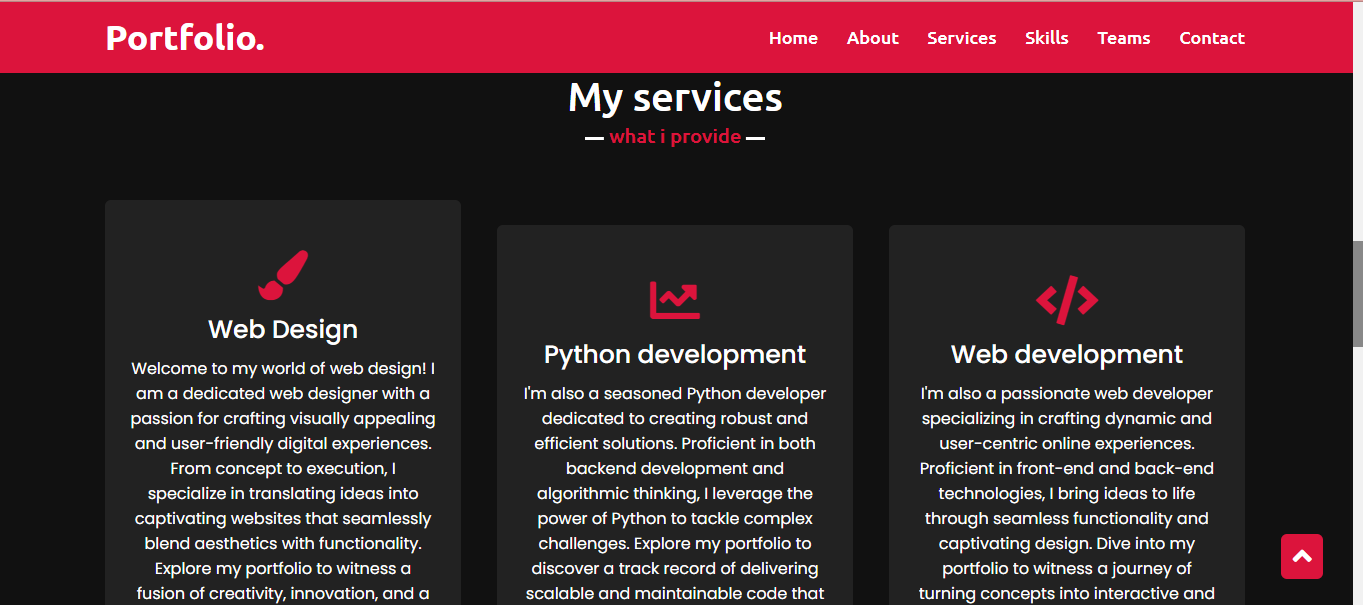 Portfolio.
Home About Services Skills Teams Contact
My services
what i provide
Web Design
Welcome to my world of web design! I
am a dedicated web designer with a
passion for crafting visually appealing
and user-friendly digital experiences.
From concept to execution, I
specialize in translating ideas into
captivating websites that seamlessly
blend aesthetics with functionality.
Explore my portfolio to witness a
fusion of creativity, innovation, and a
Python development
I'm also a seasoned Python developer
dedicated to creating robust and
efficient solutions. Proficient in both
backend development and
algorithmic thinking, I leverage the
power of Python to tackle complex
challenges. Explore my portfolio to
discover a track record of delivering
scalable and maintainable code that
Web development
I'm also a passionate web developer
specializing in crafting dynamic and
user-centric online experiences.
Proficient in front-end and back-end
technologies, I bring ideas to life
through seamless functionality and
captivating design. Dive into my
portfolio to witness a journey of
turning concepts into interactive and